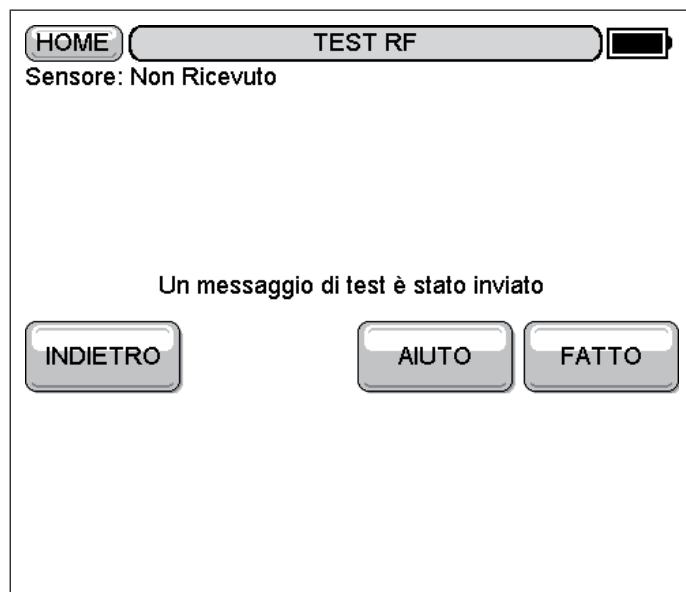 HOME TEST RF
Sensore: Non Ricevuto
Un messaggio di test è stato inviato
INDIETRO AIUTO FATTO